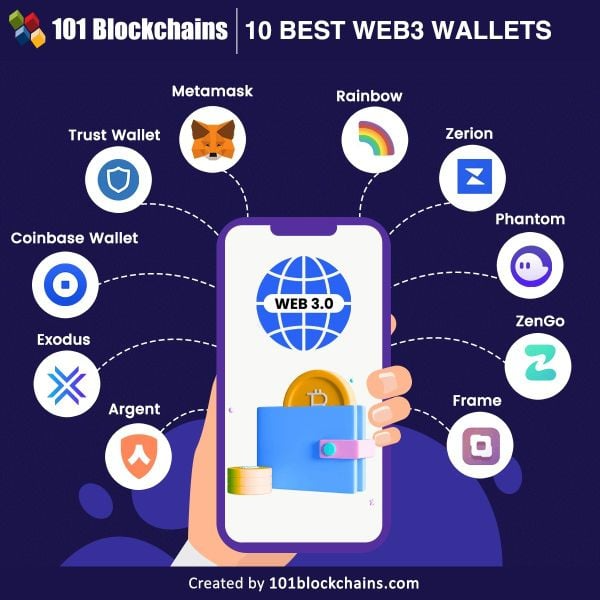 101 Blockchains
10 BEST WEB3 WALLETS
Metamask
Rainbow
Trust Wallet
Zerion
Coinbase Wallet
Phantom
WEB 3.0
Exodus
ZenGo
Argent
Frame
Created by 101blockchains.com